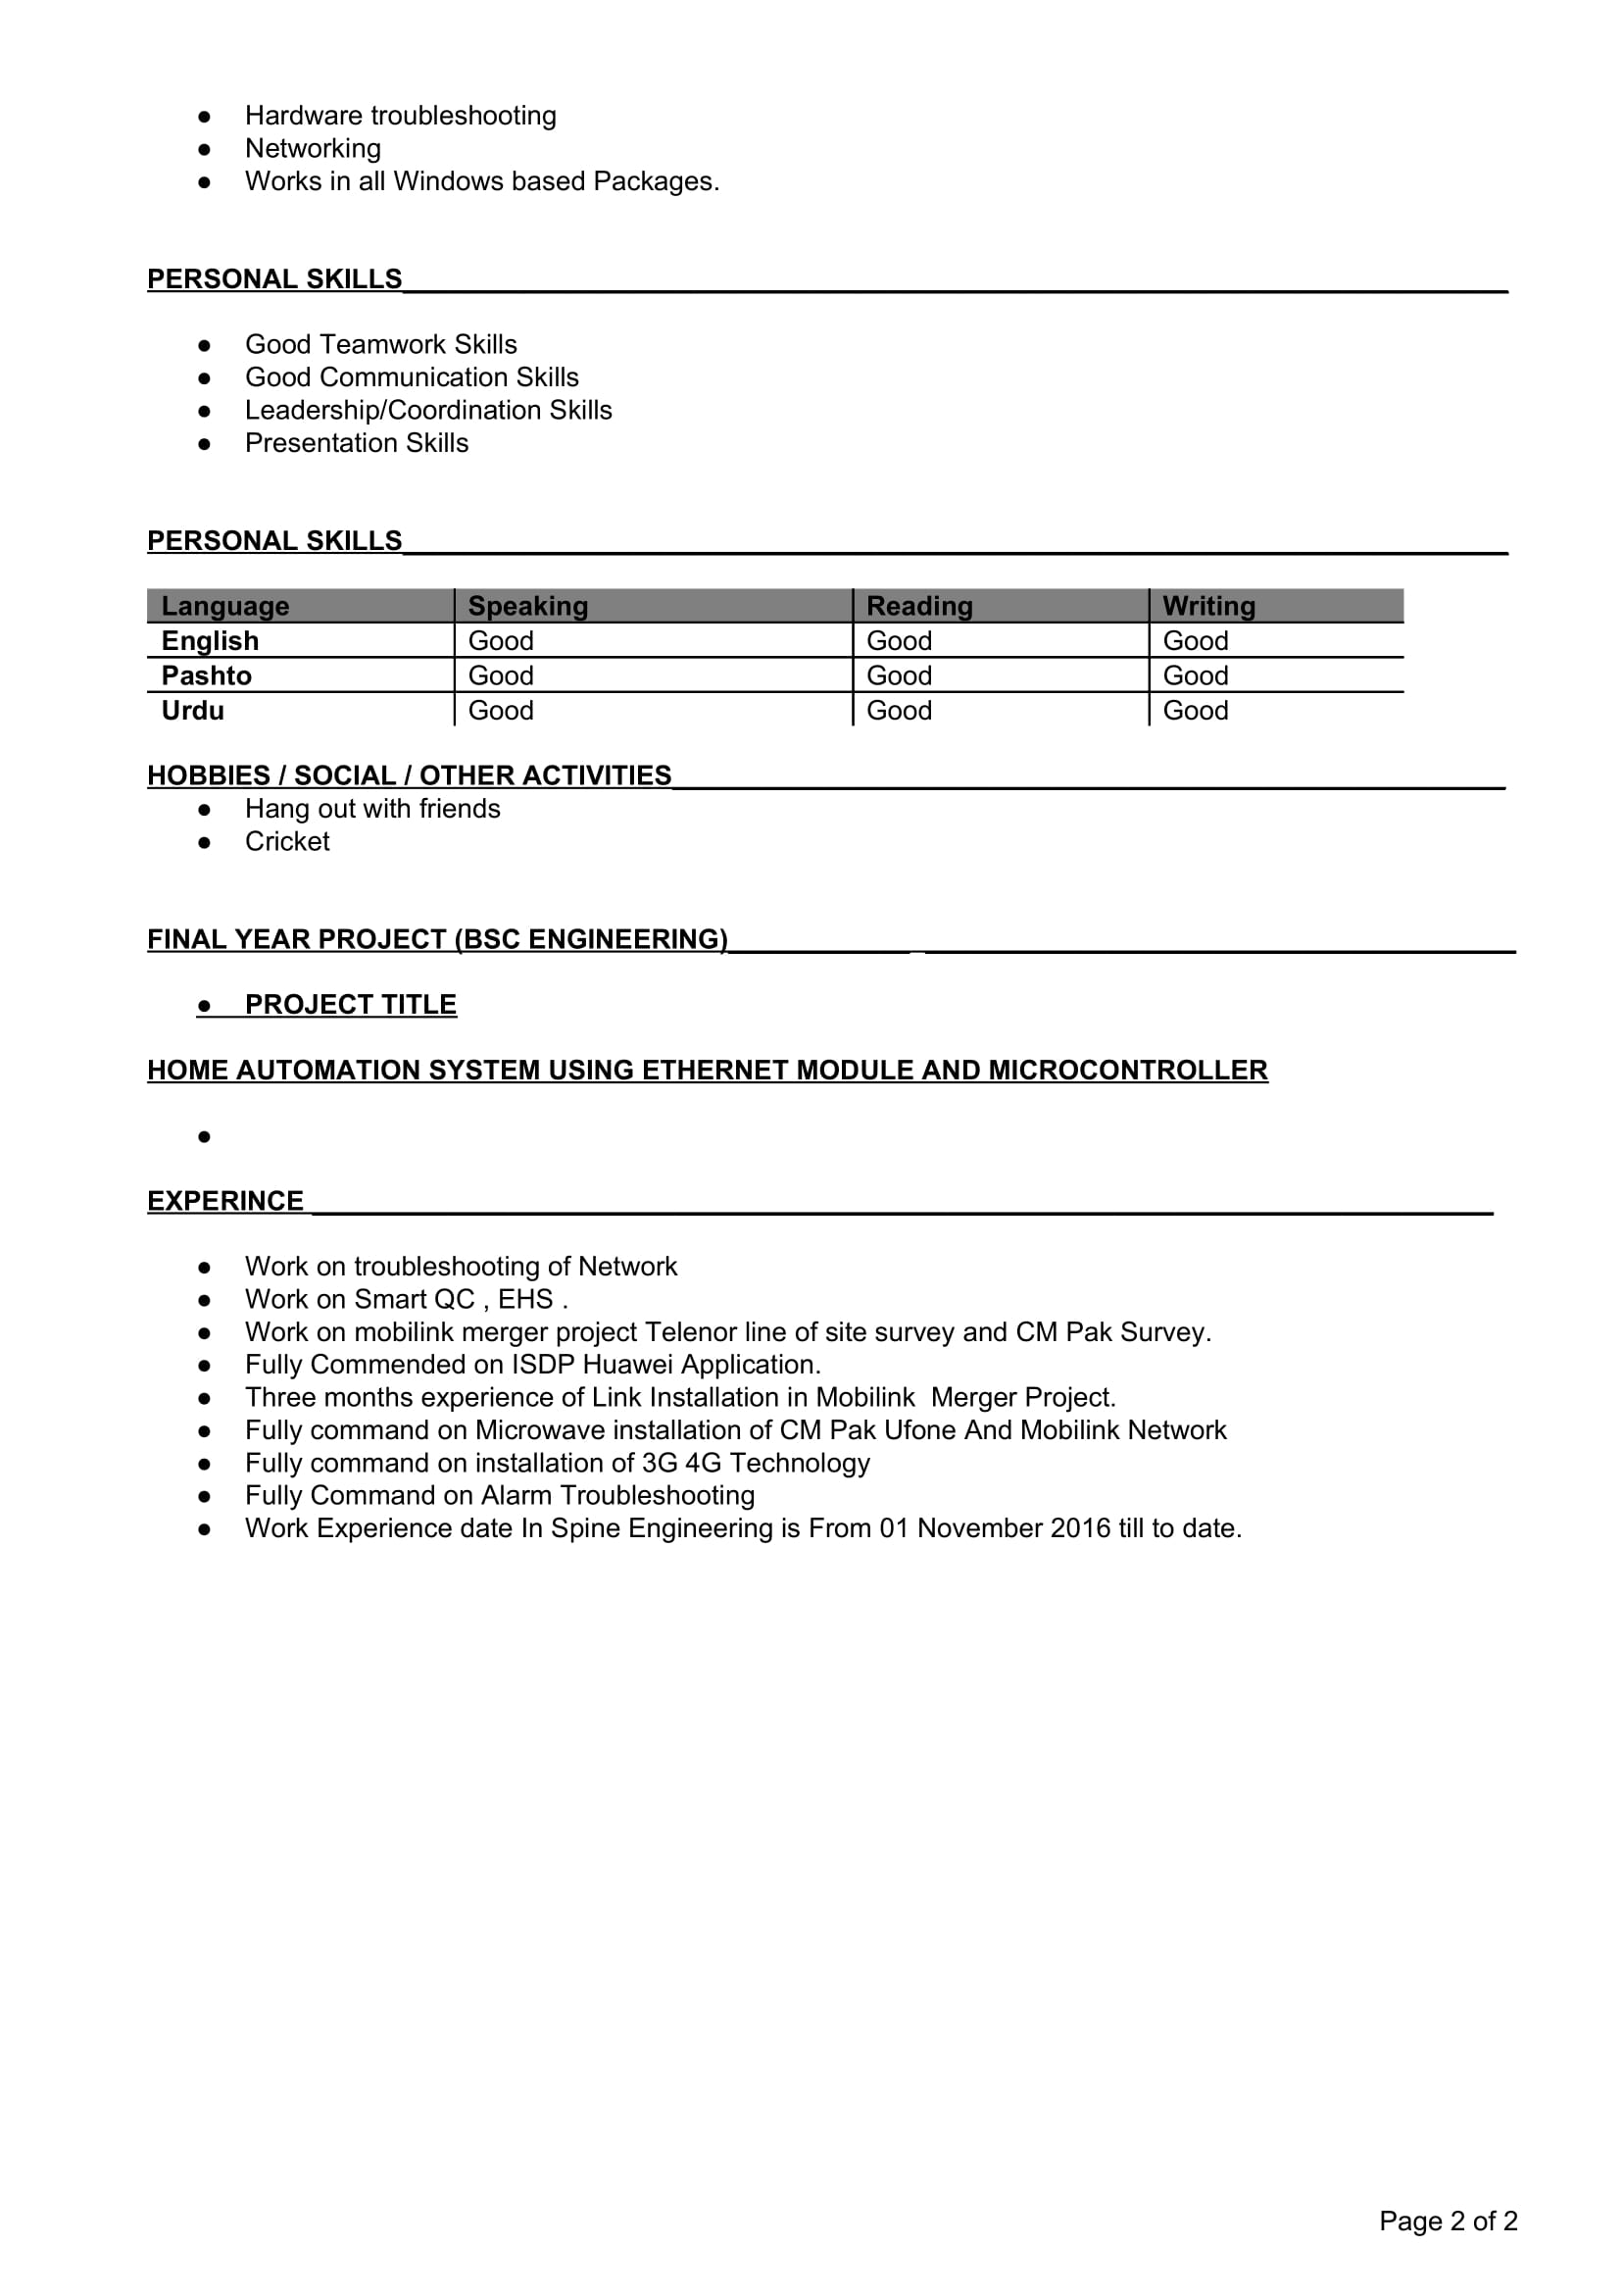 ● Hardware troubleshooting
● Networking
● Works in all Windows based Packages.
PERSONAL SKILLS
● Good Teamwork Skills
● Good Communication Skills
● Leadership/Coordination Skills
● Presentation Skills
PERSONAL SKILLS
Language Speaking Reading Writing
English Good Good Good
Pashto Good Good Good
Urdu Good Good Good
HOBBIES / SOCIAL / OTHER ACTIVITIES
● Hang out with friends
● Cricket
FINAL YEAR PROJECT (BSC ENGINEERING)
● PROJECT TITLE
HOME AUTOMATION SYSTEM USING ETHERNET MODULE AND MICROCONTROLLER
●
EXPERINCE
● Work on troubleshooting of Network
● Work on Smart QC , EHS .
● Work on mobilink merger project Telenor line of site survey and CM Pak Survey.
● Fully Commended on ISDP Huawei Application.
● Three months experience of Link Installation in Mobilink  Merger Project.
● Fully command on Microwave installation of CM Pak Ufone And Mobilink Network
● Fully command on installation of 3G 4G Technology
● Fully Command on Alarm Troubleshooting
● Work Experience date In Spine Engineering is From 01 November 2016 till to date.
Page 2 of 2